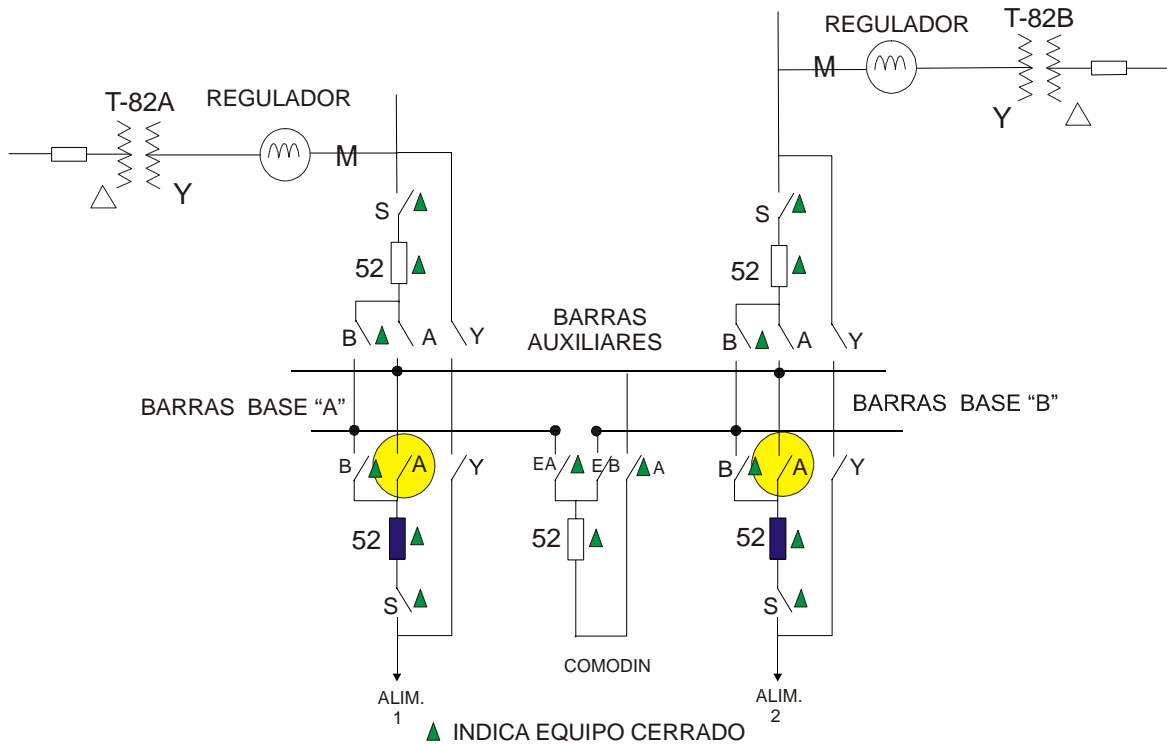 REGULADOR
T-82B
M
Y
T-82A
REGULADOR
M
Y
S
S
52
52
B
A
Y
BARRAS
AUXILIARES
B
A
Y
BARRAS BASE “A”
BARRAS BASE “B”
B
A
Y
EA
EB
A
B
A
Y
52
52
52
S
S
COMODIN
ALIM.
1
ALIM.
2
INDICA EQUIPO CERRADO